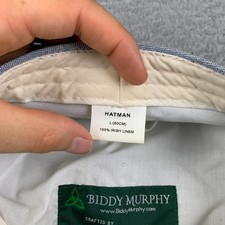 HATMAN
L (60CM)
100% IRISH LINEN
BIDDY MURPHY
www.BiddyMurphy.com
CRAFTED BY